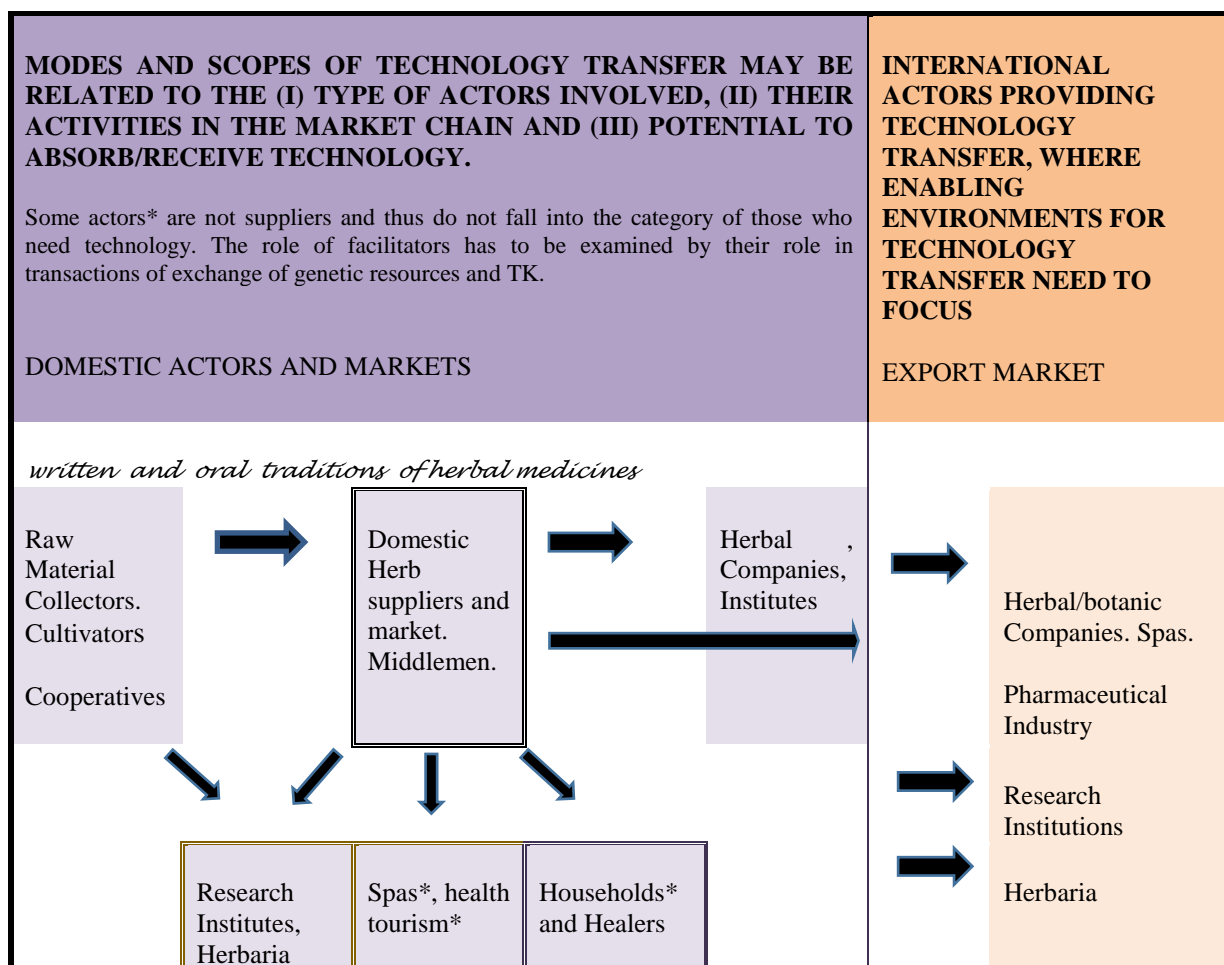 MODES AND SCOPES OF TECHNOLOGY TRANSFER MAY BE
RELATED TO THE (I) TYPE OF ACTORS INVOLVED, (II) THEIR
ACTIVITIES IN THE MARKET CHAIN AND (III) POTENTIAL TO
ABSORB/RECEIVE TECHNOLOGY.
Some actors* are not suppliers and thus do not fall into the category of those who
need technology. The role of facilitators has to be examined by their role in
transactions of exchange of genetic resources and TK.
DOMESTIC ACTORS AND MARKETS
INTERNATIONAL
ACTORS PROVIDING
TECHNOLOGY
TRANSFER, WHERE
ENABLING
ENVIRONMENTS FOR
TECHNOLOGY
TRANSFER NEED TO
FOCUS
EXPORT MARKET
written and oral traditions of herbal medicines
Raw
Material
Collectors.
Cultivators
Cooperatives
Domestic
Herb
suppliers and
market.
Middlemen.
Herbal ,
Companies,
Institutes
Herbal/botanic
Companies. Spas.
Pharmaceutical
Industry
Research
Institutions
Herbaria
Research
Institutes,
Herbaria
Spas*, health
tourism*
Households*
and Healers